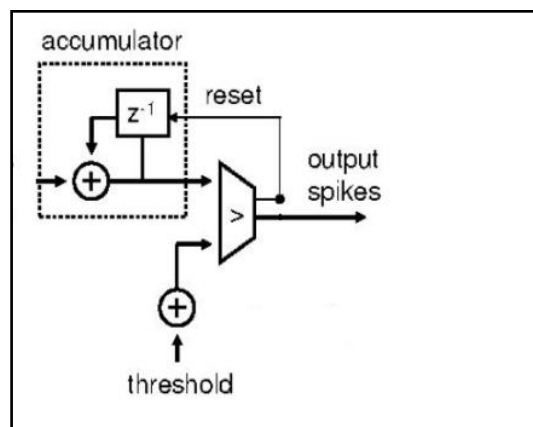 accumulator
z⁻¹
reset
+
output
spikes
>
+
threshold